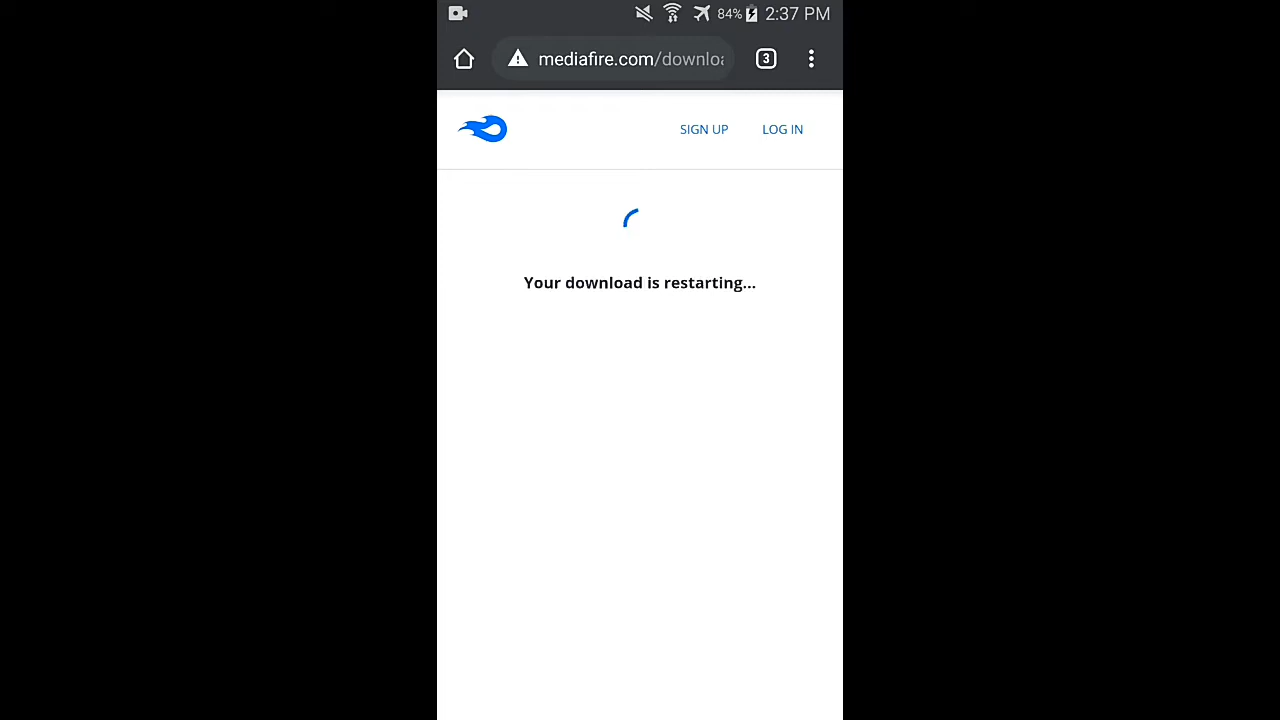 84% 2:37 PM
mediafire.com/downloa
3
SIGN UP LOG IN
Your download is restarting...